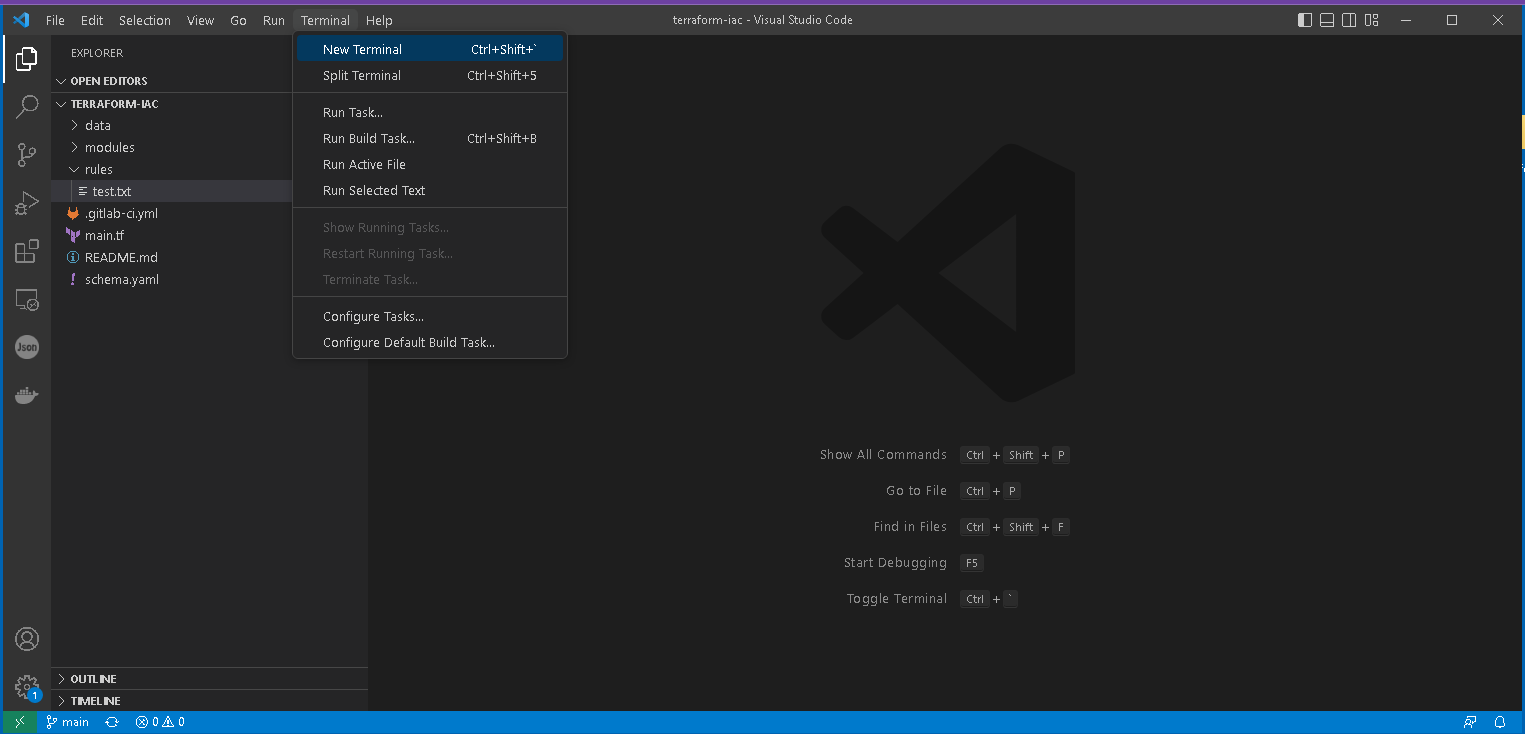 File Edit Selection View Go Run Terminal Help
terraform-iac - Visual Studio Code
EXPLORER
OPEN EDITORS
TERRAFORM-IAC
data
modules
rules
test.txt
.gitlab-ci.yml
main.tf
README.md
schema.yaml
Json
New Terminal Ctrl+Shift+`
Split Terminal Ctrl+Shift+5
Run Task...
Run Build Task... Ctrl+Shift+B
Run Active File
Run Selected Text
Show Running Tasks...
Restart Running Task...
Terminate Task...
Configure Tasks...
Configure Default Build Task...
Show All Commands Ctrl + Shift + P
Go to File Ctrl + P
Find in Files Ctrl + Shift + F
Start Debugging F5
Toggle Terminal Ctrl + `
OUTLINE
TIMELINE
1
main 0 0